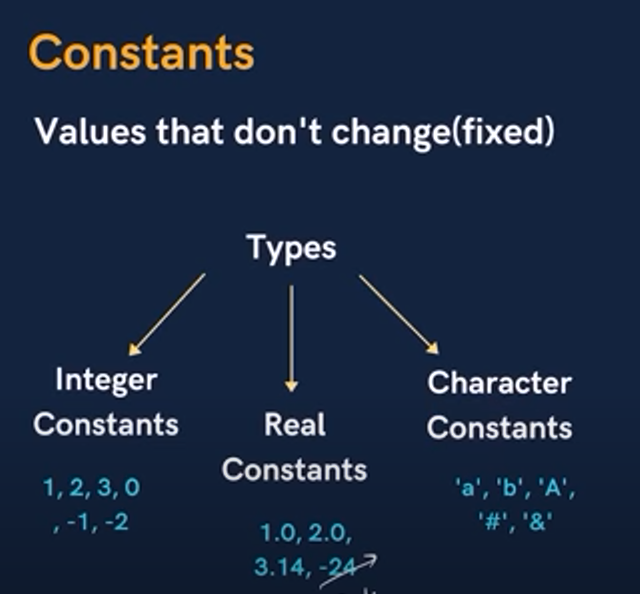 Constants
Values that don't change(fixed)
Types
Integer
Constants
1, 2, 3, 0
, -1, -2
Real
Constants
1.0, 2.0,
3.14, -24
Character
Constants
'a', 'b', 'A',
'#', '&'